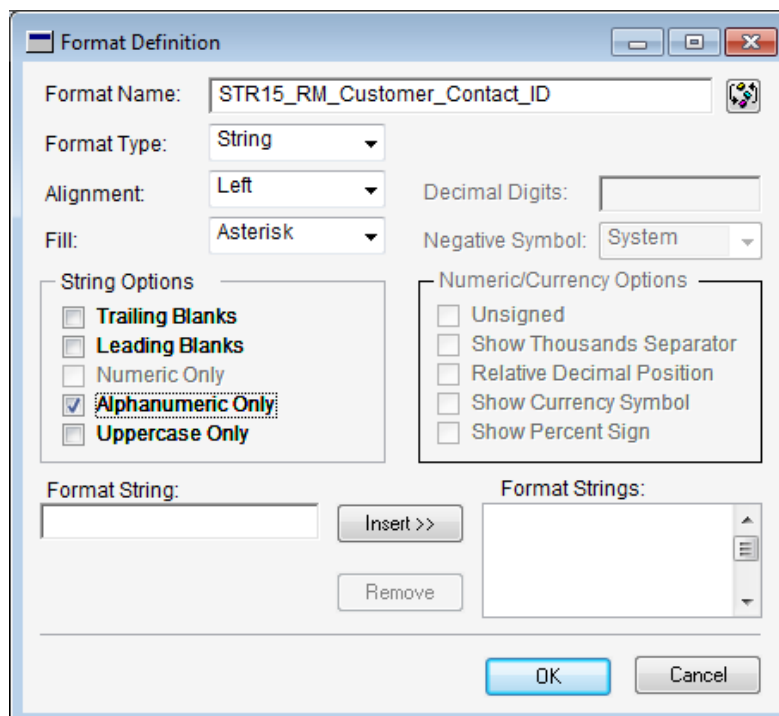 Format Definition
Format Name: STR15_RM_Customer_Contact_ID
Format Type: String
Alignment: Left Decimal Digits:
Fill: Asterisk Negative Symbol: System
String Options Numeric/Currency Options
Trailing Blanks Unsigned
Leading Blanks Show Thousands Separator
Numeric Only Relative Decimal Position
Alphanumeric Only Show Currency Symbol
Uppercase Only Show Percent Sign
Format String: Format Strings:
Insert >>
Remove
OK Cancel